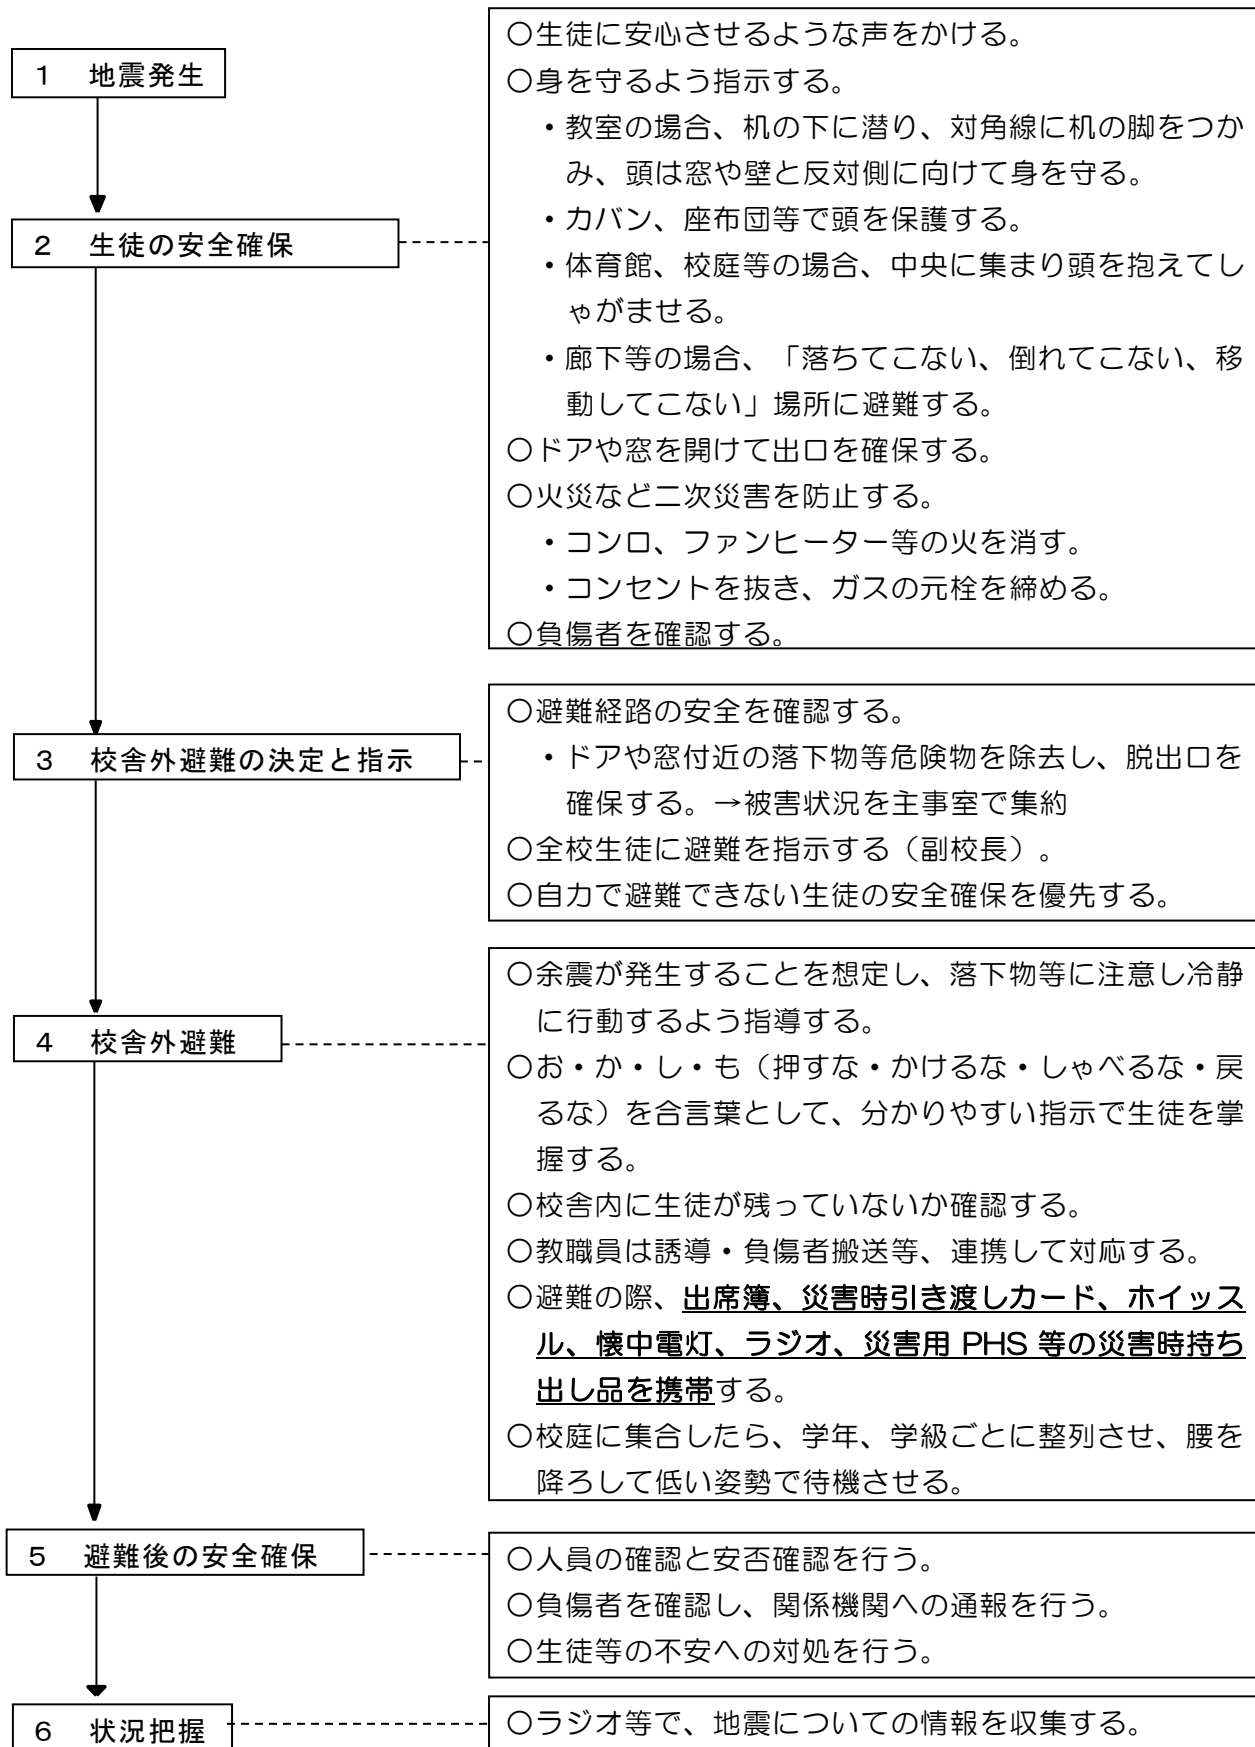 1 地震発生
2 生徒の安全確保
○生徒に安心させるような声をかける。
○身を守るよう指示する。
・教室の場合、机の下に潜り、対角線に机の脚をつか
み、頭は窓や壁と反対側に向けて身を守る。
・カバン、座布団等で頭を保護する。
・体育館、校庭等の場合、中央に集まり頭を抱えてし
ゃがませる。
・廊下等の場合、「落ちてこない、倒れてこない、移
動してこない」場所に避難する。
○ドアや窓を開けて出口を確保する。
○火災など二次災害を防止する。
・コンロ、ファンヒーター等の火を消す。
・コンセントを抜き、ガスの元栓を締める。
○負傷者を確認する。
3 校舎外避難の決定と指示
○避難経路の安全を確認する。
・ドアや窓付近の落下物等危険物を除去し、脱出口を
確保する。→被害状況を主事室で集約
○全校生徒に避難を指示する（副校長）。
○自力で避難できない生徒の安全確保を優先する。
4 校舎外避難
○余震が発生することを想定し、落下物等に注意し冷静
に行動するよう指導する。
○お・か・し・も（押すな・かけるな・しゃべるな・戻
るな）を合言葉として、分かりやすい指示で生徒を掌
握する。
○校舎内に生徒が残っていないか確認する。
○教職員は誘導・負傷者搬送等、連携して対応する。
○避難の際、出席簿、災害時引き渡しカード、ホイッス
ル、懐中電灯、ラジオ、災害用 PHS 等の災害時持ち
出し品を携帯する。
○校庭に集合したら、学年、学級ごとに整列させ、腰を
降ろして低い姿勢で待機させる。
5 避難後の安全確保
○人員の確認と安否確認を行う。
○負傷者を確認し、関係機関への通報を行う。
○生徒等の不安への対処を行う。
6 状況把握
○ラジオ等で、地震についての情報を収集する。